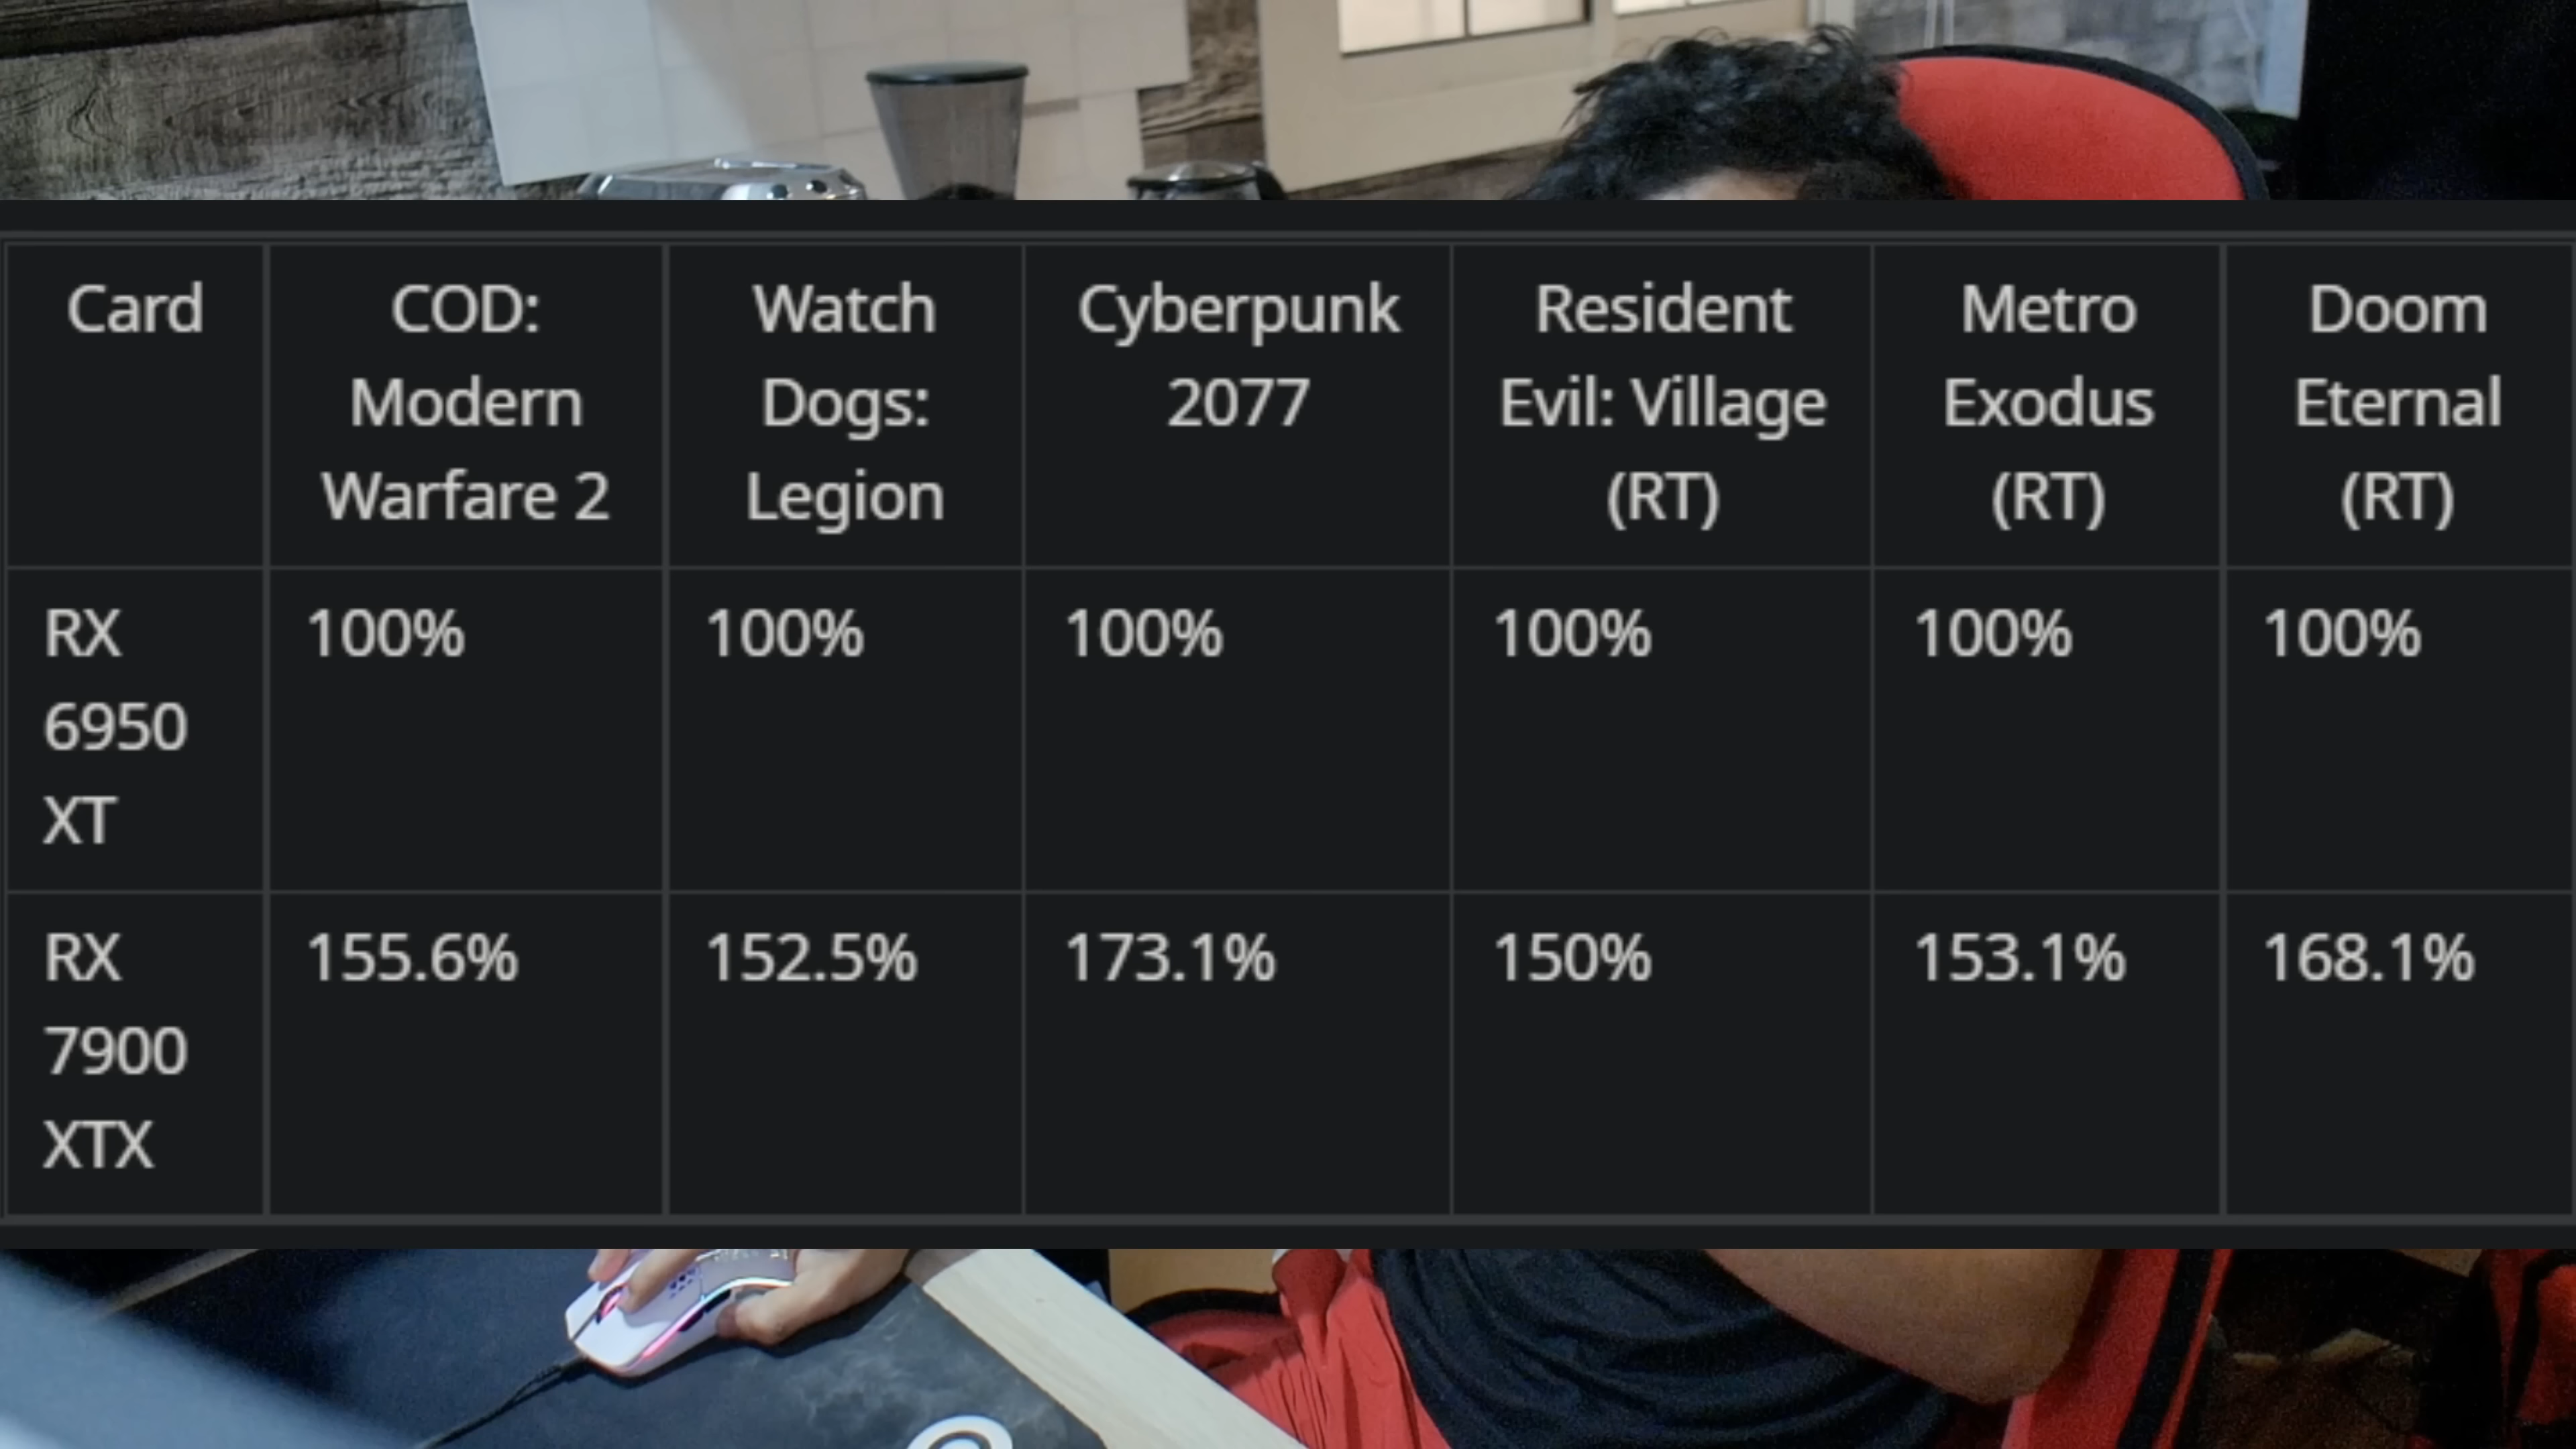 Card
COD:
Modern
Warfare 2
Watch
Dogs:
Legion
Cyberpunk
2077
Resident
Evil: Village
(RT)
Metro
Exodus
(RT)
Doom
Eternal
(RT)
RX
6950
XT
100%
100%
100%
100%
100%
100%
RX
7900
XTX
155.6%
152.5%
173.1%
150%
153.1%
168.1%